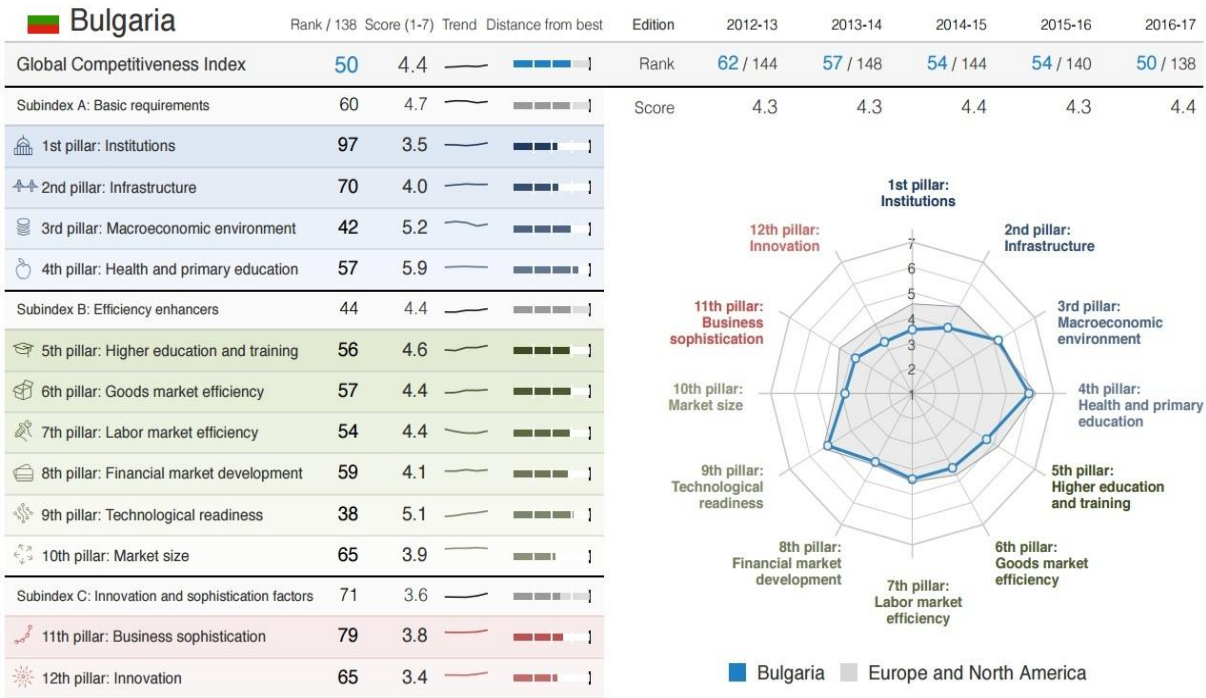 Bulgaria
Rank / 138 Score (1-7) Trend Distance from best
Global Competitiveness Index 50 4.4
Subindex A: Basic requirements 60 4.7
1st pillar: Institutions 97 3.5
2nd pillar: Infrastructure 70 4.0
3rd pillar: Macroeconomic environment 42 5.2
4th pillar: Health and primary education 57 5.9
Subindex B: Efficiency enhancers 44 4.4
5th pillar: Higher education and training 56 4.6
6th pillar: Goods market efficiency 57 4.4
7th pillar: Labor market efficiency 54 4.4
8th pillar: Financial market development 59 4.1
9th pillar: Technological readiness 38 5.1
10th pillar: Market size 65 3.9
Subindex C: Innovation and sophistication factors 71 3.6
11th pillar: Business sophistication 79 3.8
12th pillar: Innovation 65 3.4
Edition 2012-13 2013-14 2014-15 2015-16 2016-17
Rank 62 / 144 57 / 148 54 / 144 54 / 140 50 / 138
Score 4.3 4.3 4.4 4.3 4.4
1st pillar:
Institutions
2nd pillar:
Infrastructure
3rd pillar:
Macroeconomic
environment
4th pillar:
Health and primary
education
5th pillar:
Higher education
and training
6th pillar:
Goods market
efficiency
7th pillar:
Labor market
efficiency
8th pillar:
Financial market
development
9th pillar:
Technological
readiness
10th pillar:
Market size
11th pillar:
Business
sophistication
12th pillar:
Innovation
7
6
5
4
3
2
1
Bulgaria Europe and North America